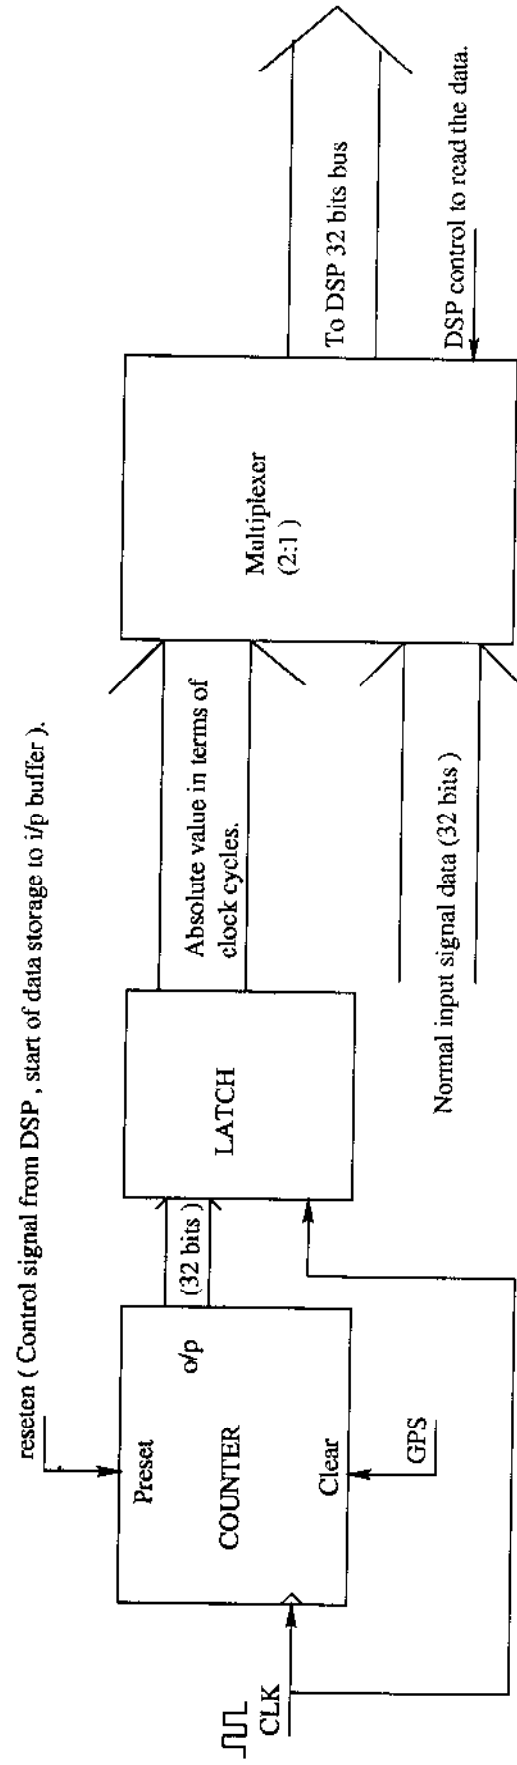 reseten ( Control signal from DSP , start of data storage to i/p buffer ).
Preset
o/p
COUNTER
Clear
CLK
GPS
(32 bits )
LATCH
Absolute value in terms of
clock cycles.
Normal input signal data (32 bits )
Multiplexer
(2:1 )
To DSP 32 bits bus
DSP control to read the data.